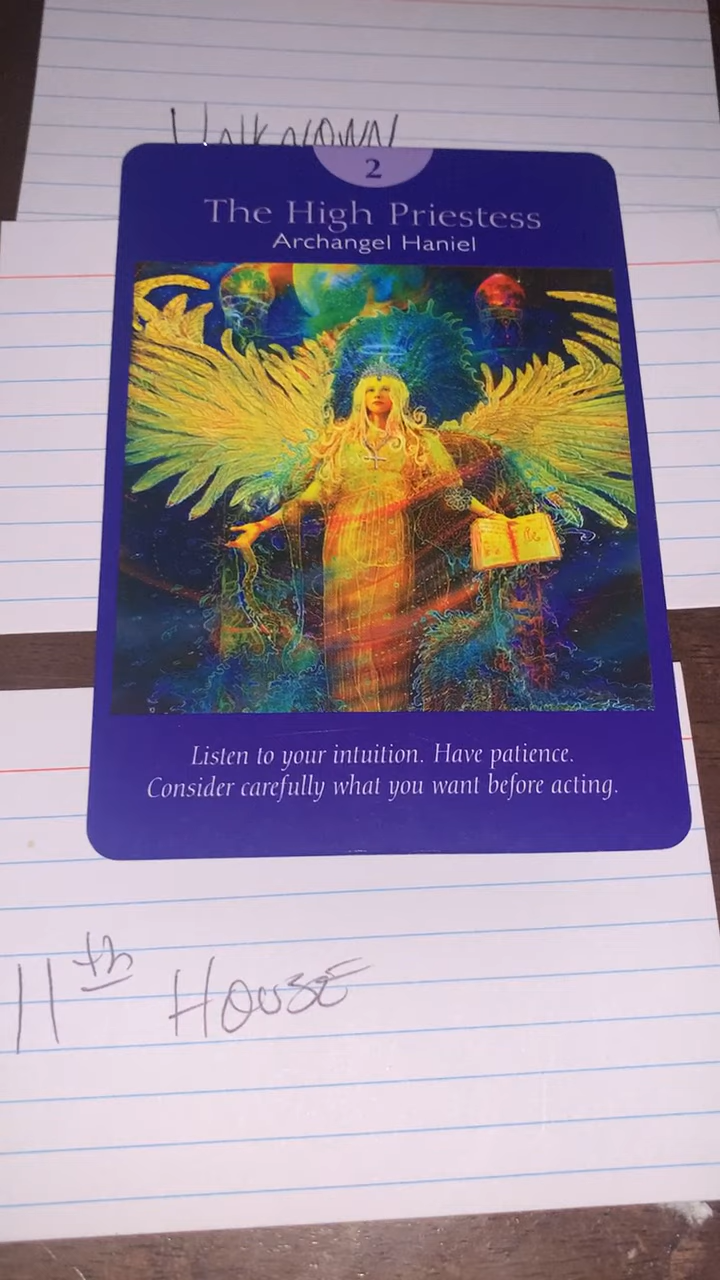 Unknown
2
The High Priestess
Archangel Haniel
Listen to your intuition. Have patience.
Consider carefully what you want before acting.
11th House